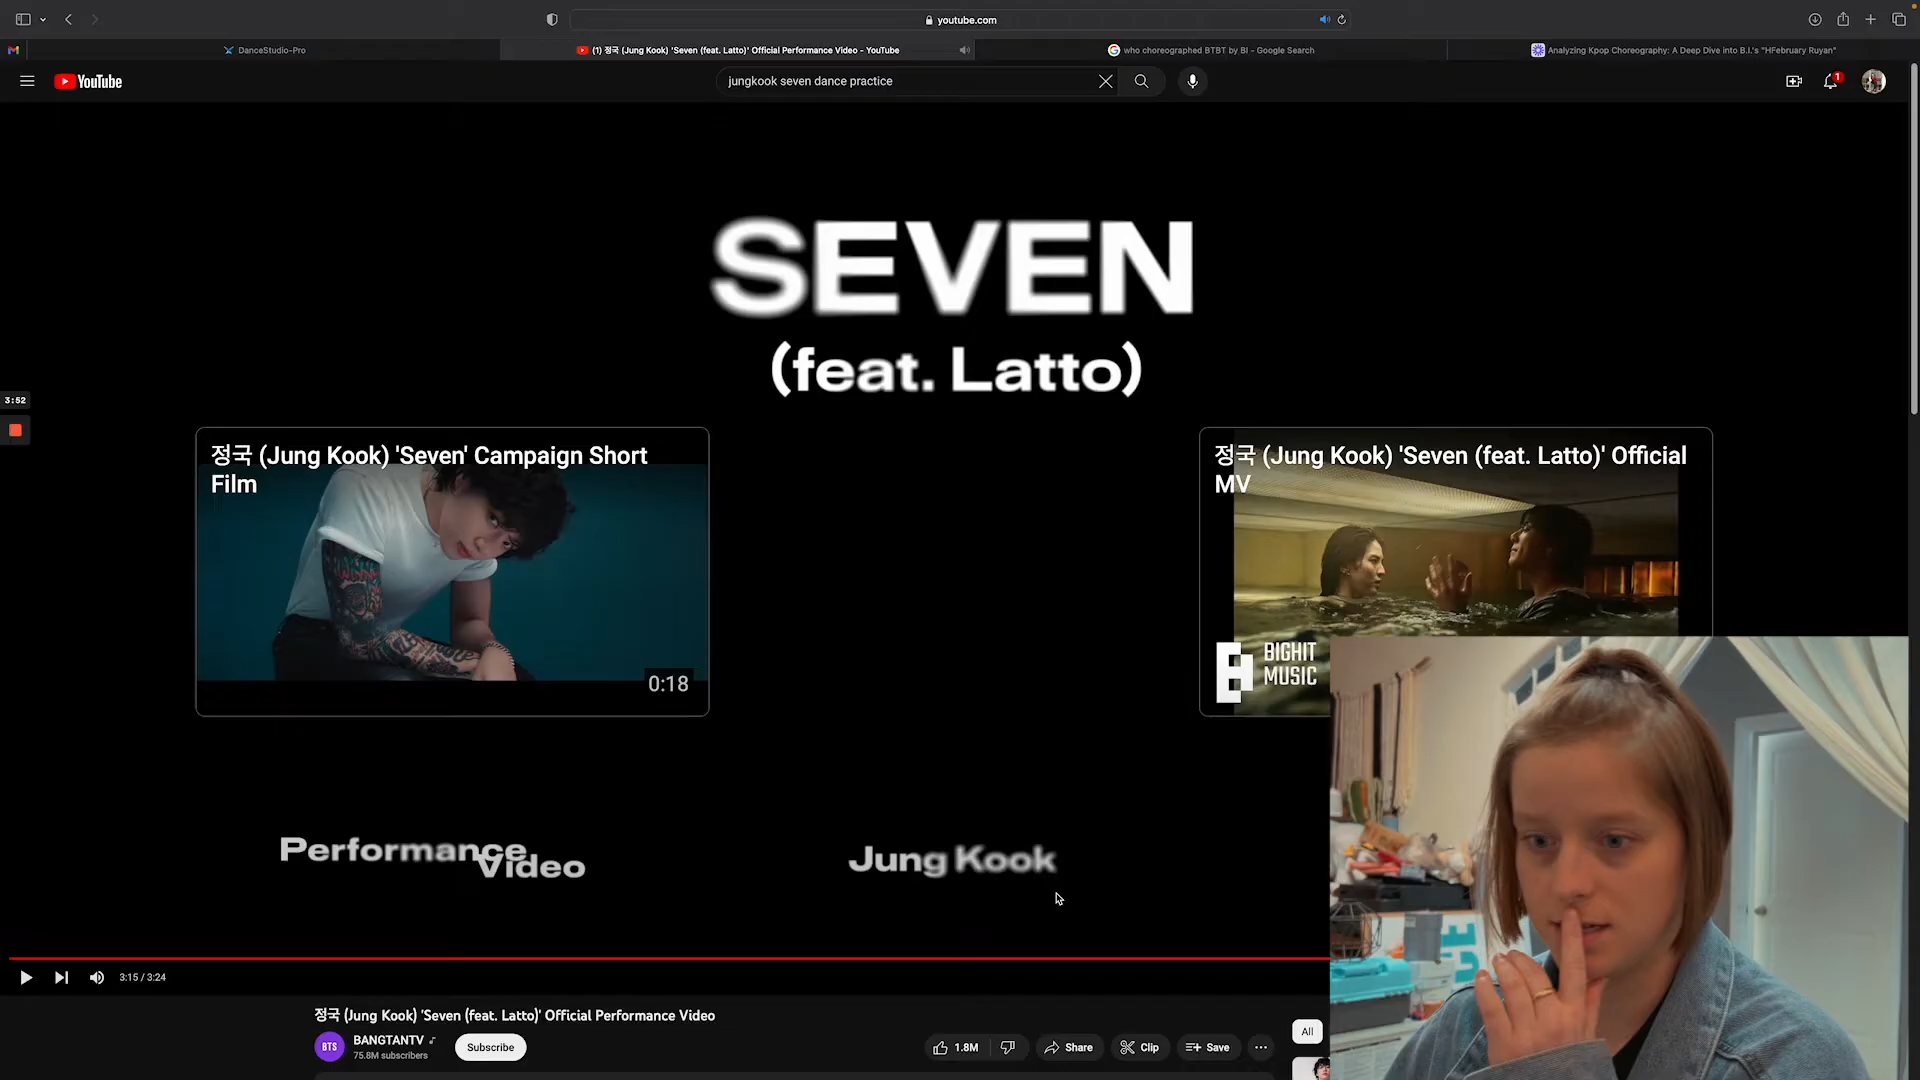 youtube.com
DanceStudio-Pro
(1) 정국 (Jung Kook) 'Seven (feat. Latto)' Official Performance Video - YouTube
who choreographed BTBT by BI - Google Search
Analyzing Kpop Choreography: A Deep Dive into B.I.'s "HFebruary Ruyan"
YouTube
jungkook seven dance practice
1
SEVEN
(feat. Latto)
3:52
정국 (Jung Kook) 'Seven' Campaign Short
Film
0:18
정국 (Jung Kook) 'Seven (feat. Latto)' Official
MV
BIGHIT
MUSIC
Performance
Video
Jung Kook
3:15 / 3:24
정국 (Jung Kook) 'Seven (feat. Latto)' Official Performance Video
BTS
BANGTANTV
75.8M subscribers
Subscribe
1.8M
Share
Clip
Save
All